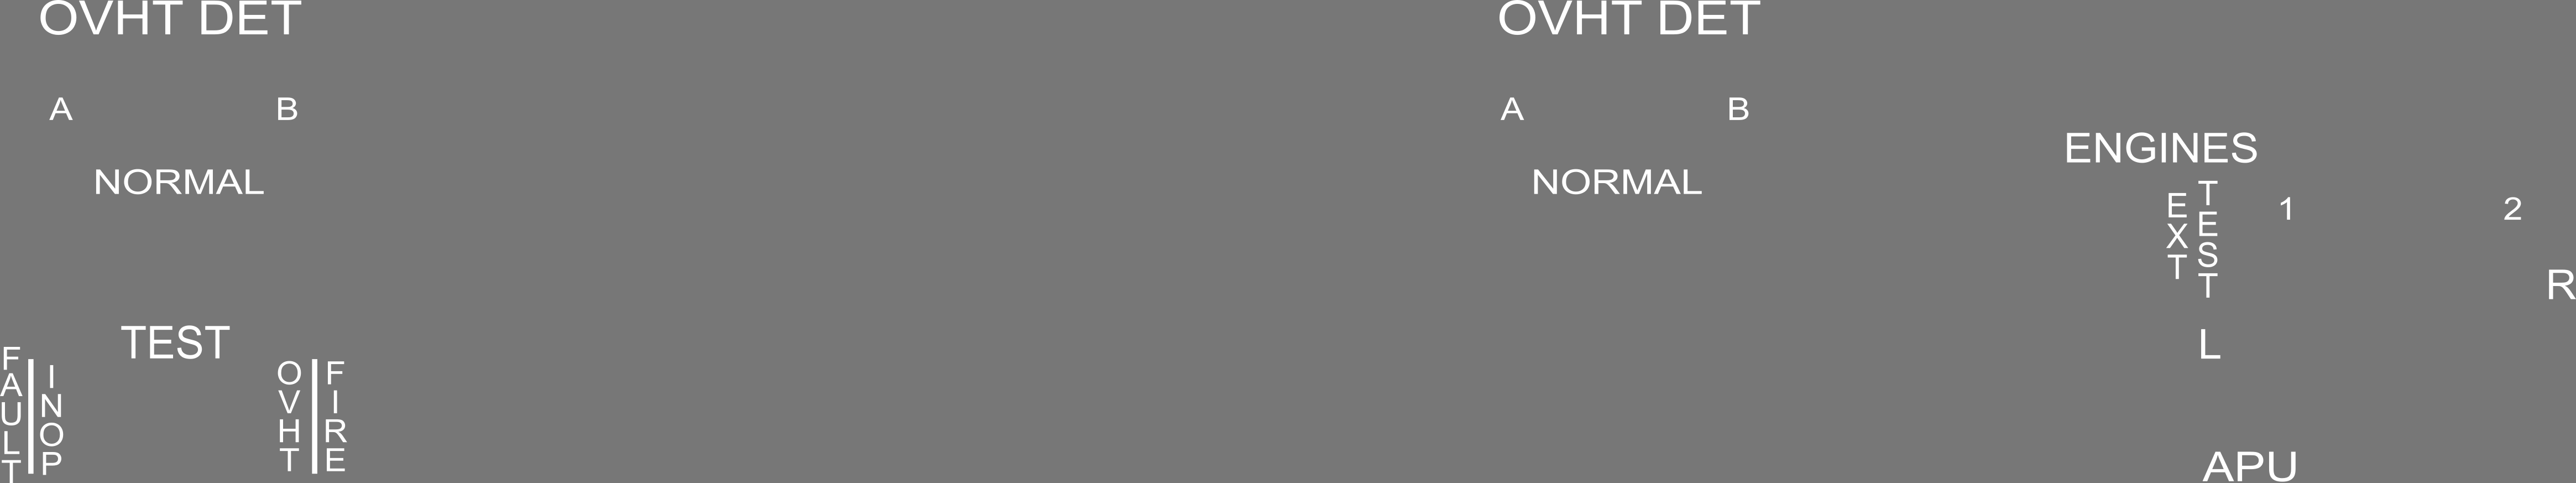 OVHT DET
A B
NORMAL
TEST
FAULT
INOP
OVHT
FIRE
OVHT DET
A B
NORMAL
ENGINES
EXT
TEST
1 2
R
L
APU